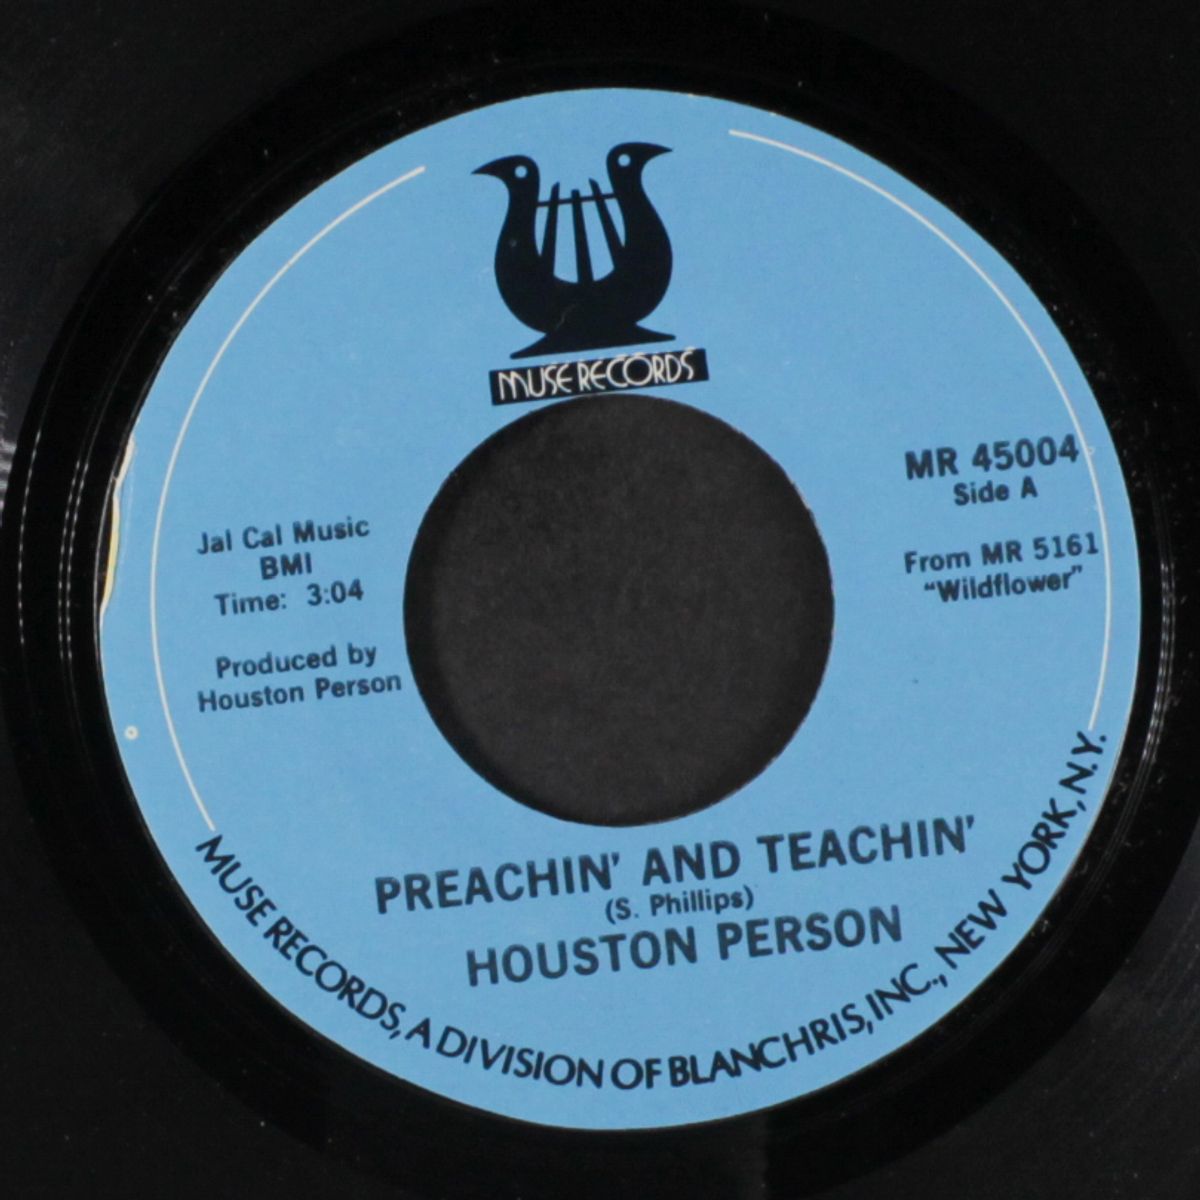 MUSE RECORDS
MR 45004
Side A
From MR 5161
"Wildflower"
Jal Cal Music
BMI
Time: 3:04
Produced by
Houston Person
PREACHIN' AND TEACHIN'
(S. Phillips)
HOUSTON PERSON
MUSE RECORDS, A DIVISION OF BLANCHRIS, INC., NEW YORK, N.Y.